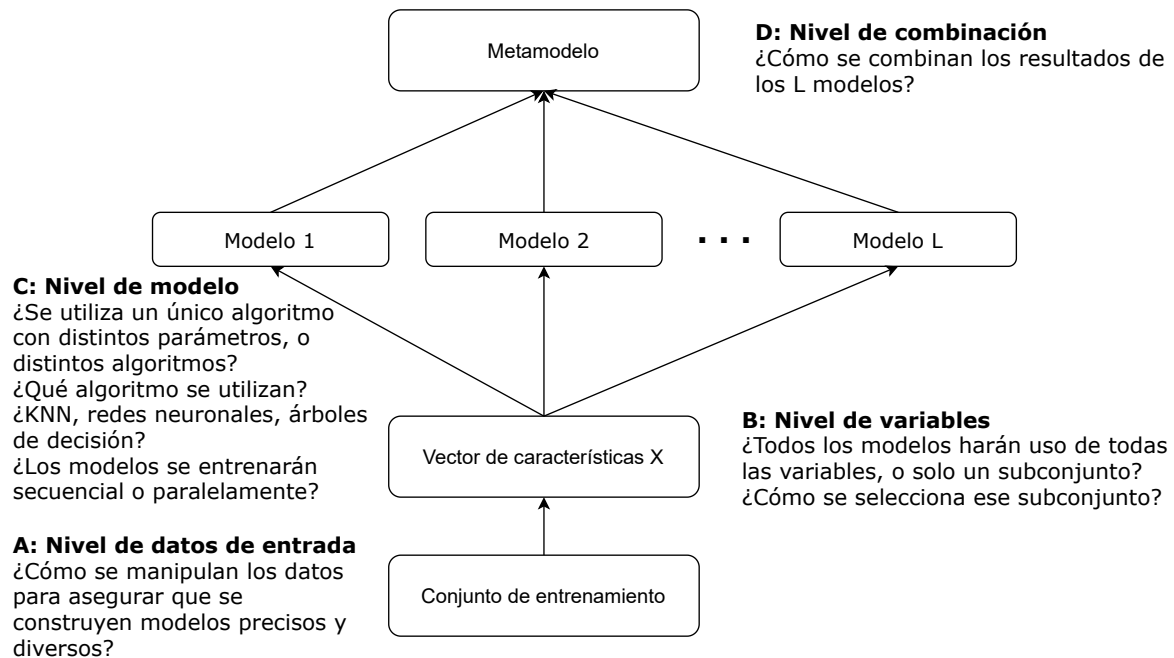 Metamodelo
D: Nivel de combinación
¿Cómo se combinan los resultados de
los L modelos?
Modelo 1
Modelo 2
. . .
Modelo L
C: Nivel de modelo
¿Se utiliza un único algoritmo
con distintos parámetros, o
distintos algoritmos?
¿Qué algoritmo se utilizan?
¿KNN, redes neuronales, árboles
de decisión?
¿Los modelos se entrenarán
secuencial o paralelamente?
Vector de características X
B: Nivel de variables
¿Todos los modelos harán uso de todas
las variables, o solo un subconjunto?
¿Cómo se selecciona ese subconjunto?
A: Nivel de datos de entrada
¿Cómo se manipulan los datos
para asegurar que se
construyen modelos precisos y
diversos?
Conjunto de entrenamiento